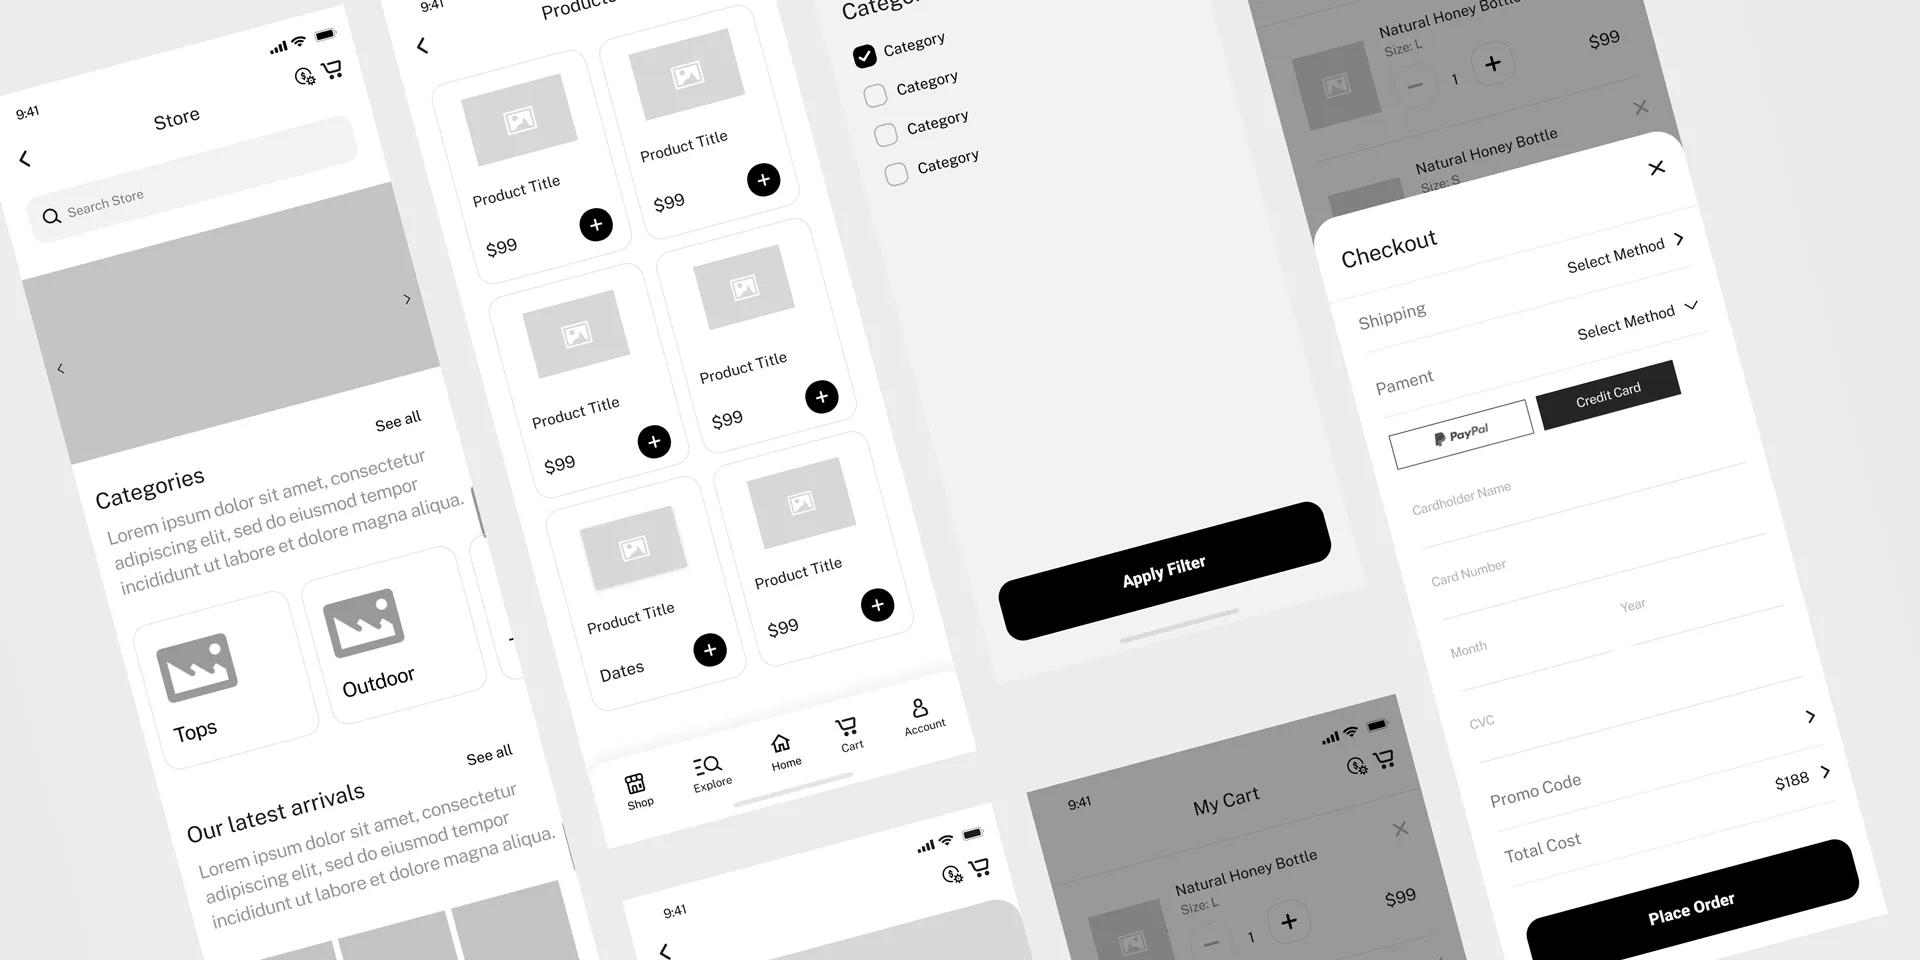 9:41
Store
Search Store
See all
Categories
Lorem ipsum dolor sit amet, consectetur
adipiscing elit, sed do eiusmod tempor
incididunt ut labore et dolore magna aliqua.
Tops
Outdoor
See all
Our latest arrivals
Lorem ipsum dolor sit amet, consectetur
adipiscing elit, sed do eiusmod tempor
incididunt ut labore et dolore magna aliqua.
9:41
Product Title
$99
Product Title
$99
Product Title
$99
Product Title
$99
Product Title
Dates
Product Title
$99
Shop
Explore
Home
Cart
Account
9:41
Category
Category
Category
Category
Apply Filter
9:41
My Cart
Natural Honey Bottle
Size: L
1
$99
Natural Honey Bottle
Size: L
1
$99
Natural Honey Bottle
Size: S
Checkout
Shipping
Select Method
Pament
Select Method
PayPal
Credit Card
Cardholder Name
Card Number
Month
Year
CVC
Promo Code
Total Cost
$188
Place Order